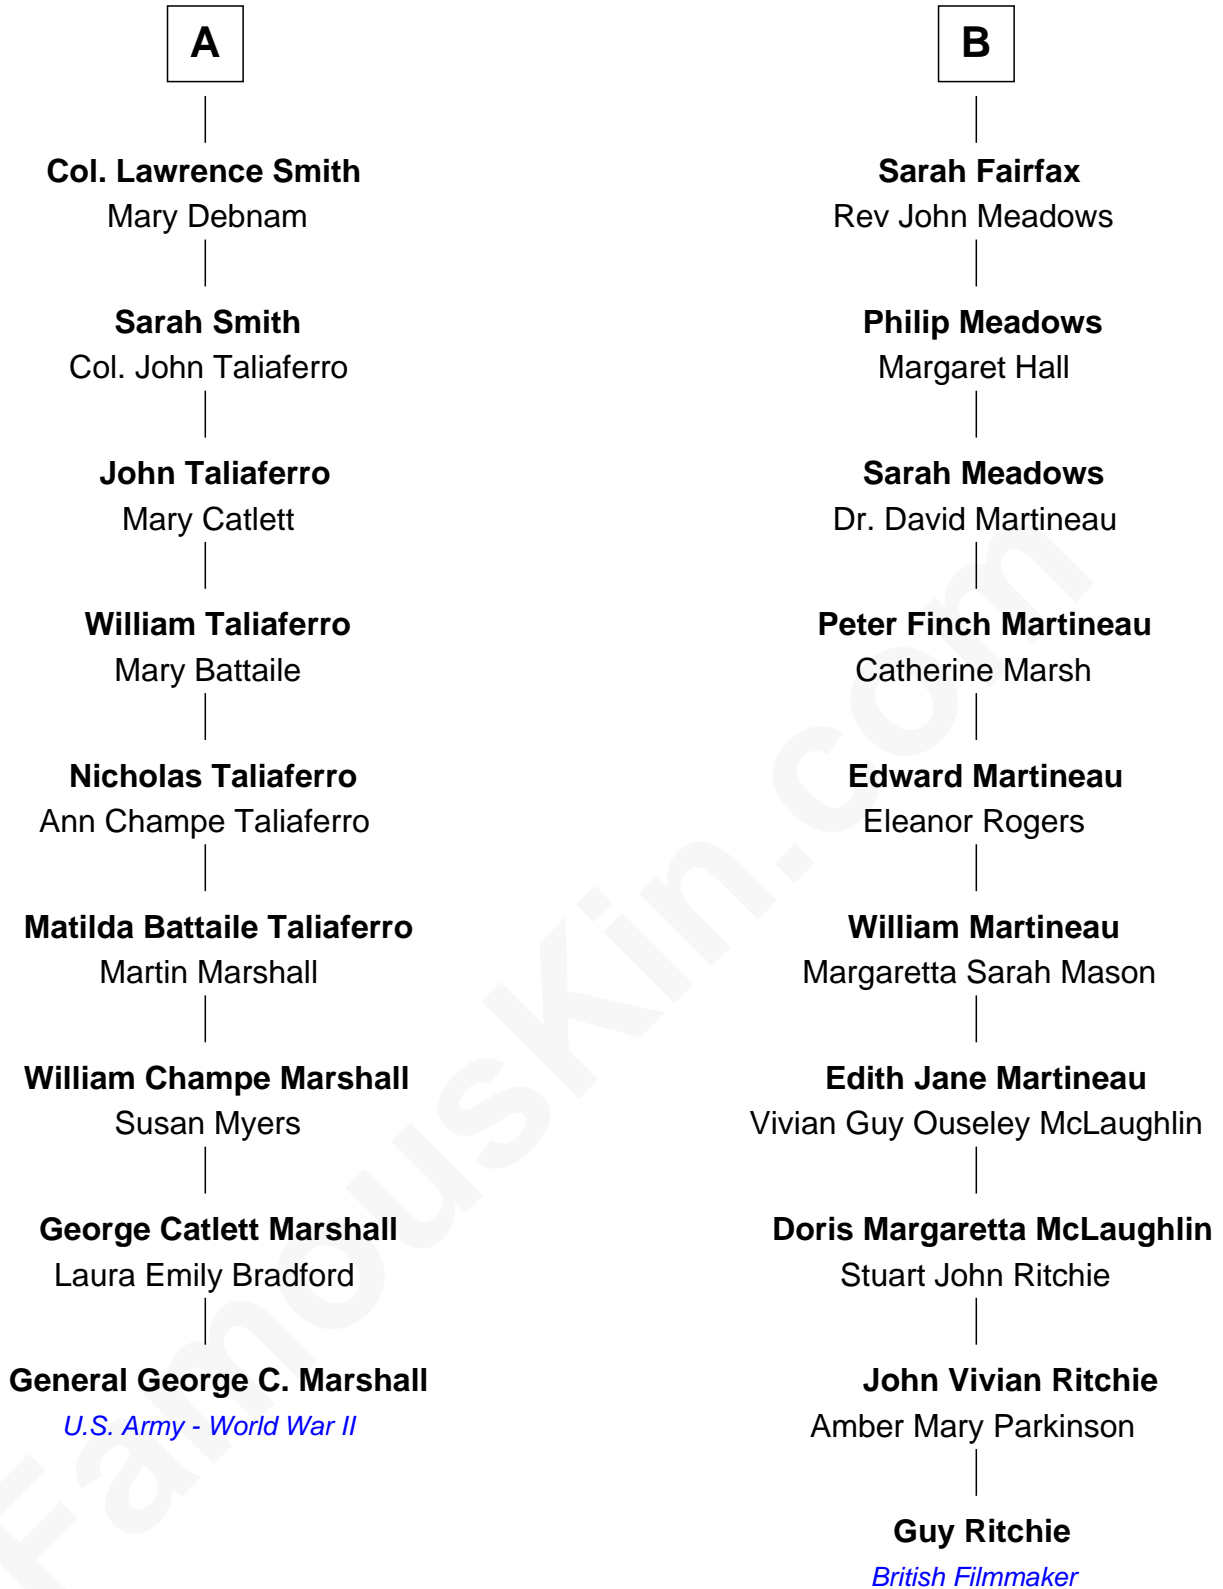 A
Col. Lawrence Smith
Mary Debnam
Sarah Smith
Col. John Taliaferro
John Taliaferro
Mary Catlett
William Taliaferro
Mary Battaile
Nicholas Taliaferro
Ann Champe Taliaferro
Matilda Battaile Taliaferro
Martin Marshall
William Champe Marshall
Susan Myers
George Catlett Marshall
Laura Emily Bradford
General George C. Marshall
U.S. Army - World War II
B
Sarah Fairfax
Rev John Meadows
Philip Meadows
Margaret Hall
Sarah Meadows
Dr. David Martineau
Peter Finch Martineau
Catherine Marsh
Edward Martineau
Eleanor Rogers
William Martineau
Margaretta Sarah Mason
Edith Jane Martineau
Vivian Guy Ouseley McLaughlin
Doris Margaretta McLaughlin
Stuart John Ritchie
John Vivian Ritchie
Amber Mary Parkinson
Guy Ritchie
British Filmmaker
FamousKin.com